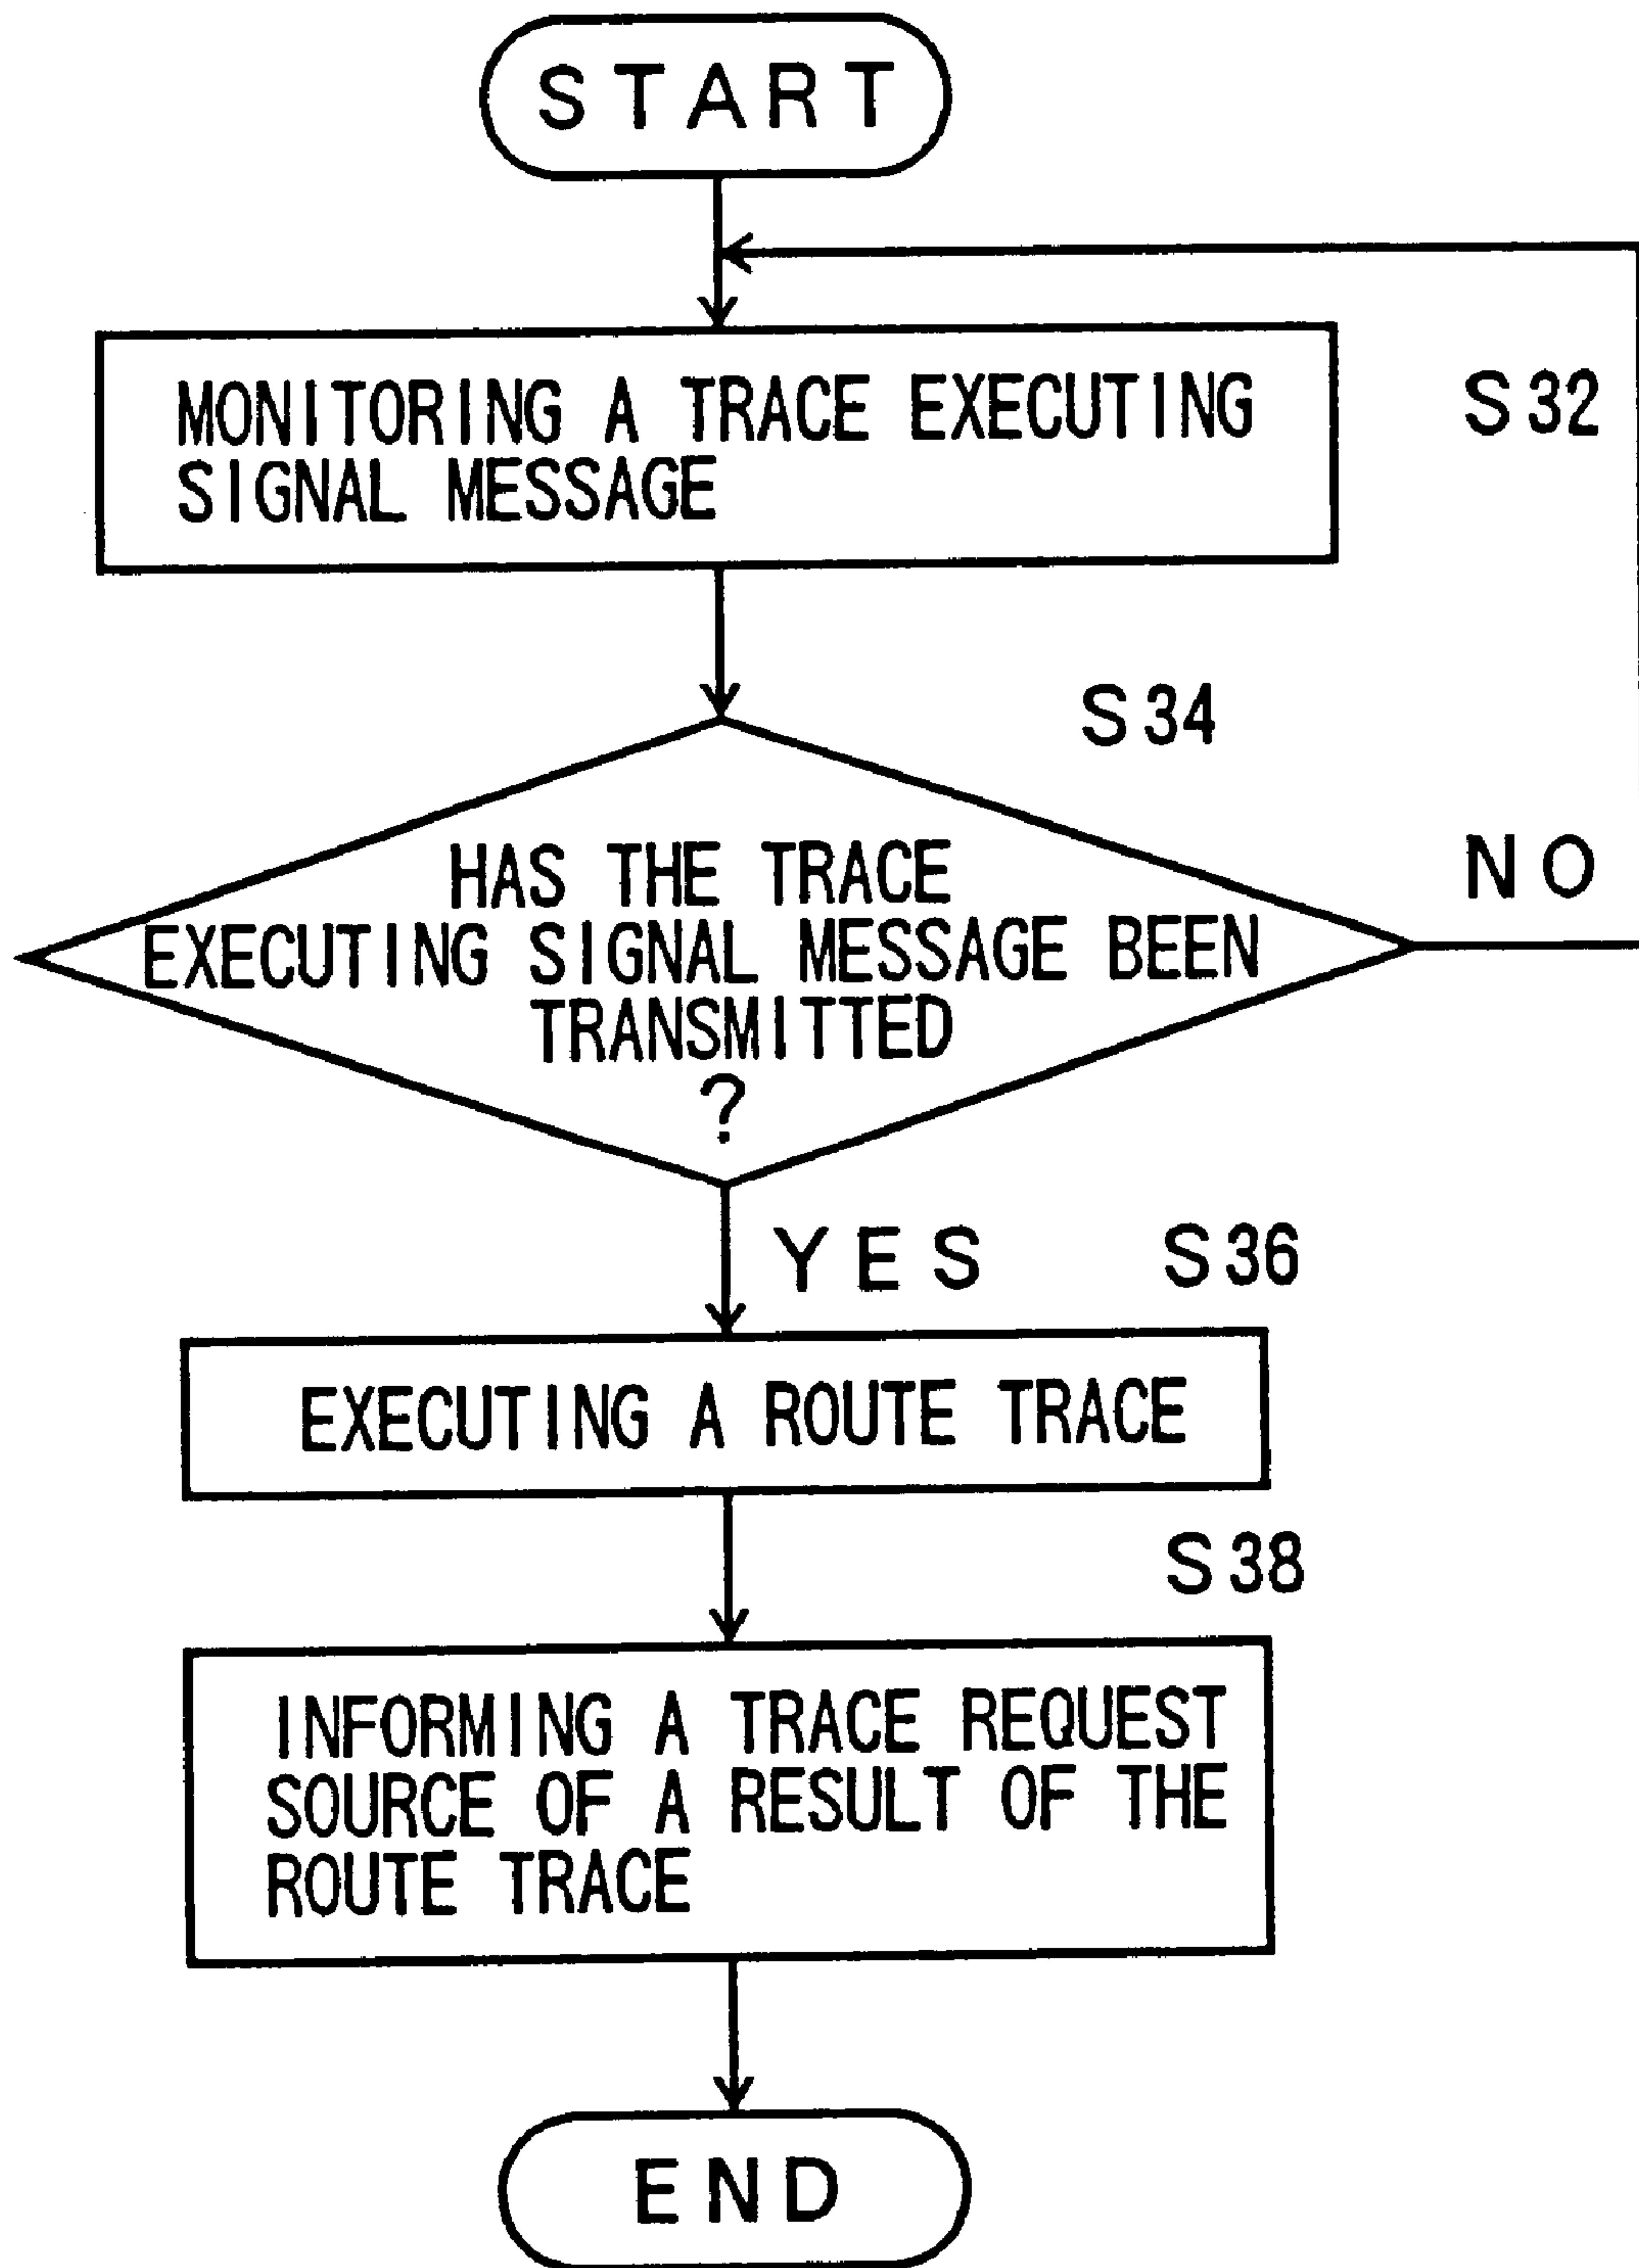 START
MONITORING A TRACE EXECUTING
SIGNAL MESSAGE
S32
S34
HAS THE TRACE
EXECUTING SIGNAL MESSAGE BEEN
TRANSMITTED
?
NO
YES
S36
EXECUTING A ROUTE TRACE
S38
INFORMING A TRACE REQUEST
SOURCE OF A RESULT OF THE
ROUTE TRACE
END